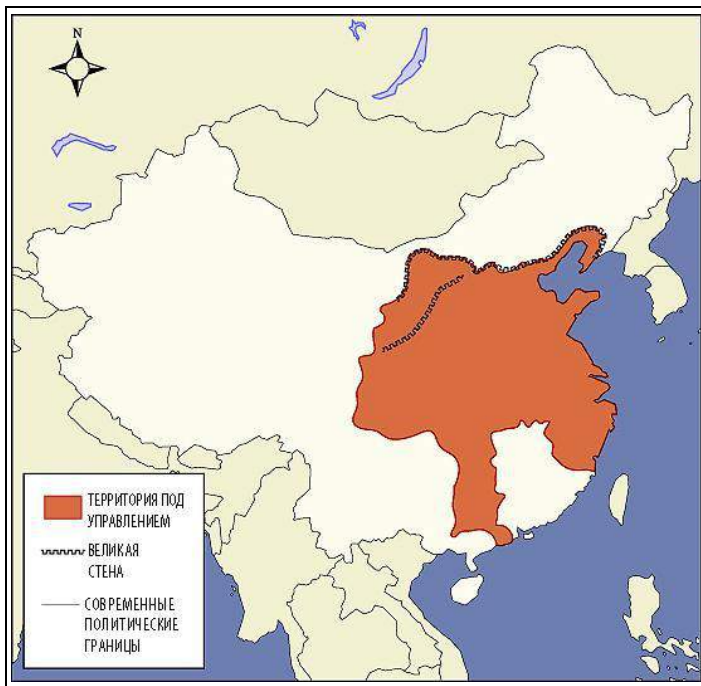 N
ТЕРРИТОРИЯ ПОД
УПРАВЛЕНИЕМ
ВЕЛИКАЯ
СТЕНА
СОВРЕМЕННЫЕ
ПОЛИТИЧЕСКИЕ
ГРАНИЦЫ